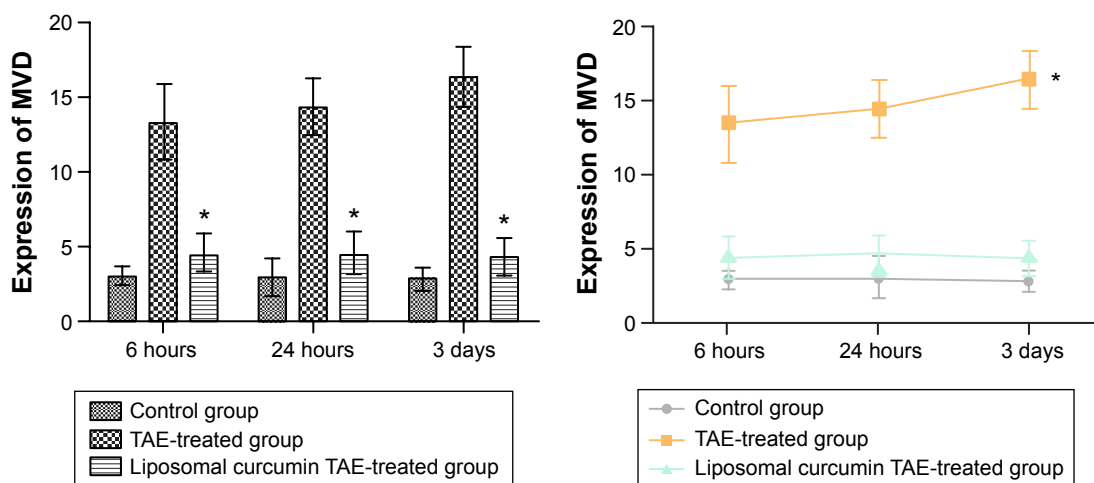 Expression of MVD
20
15
10
5
0
*
*
*
6 hours
24 hours
3 days
Control group
TAE-treated group
Liposomal curcumin TAE-treated group
Expression of MVD
20
15
10
5
0
*
6 hours
24 hours
3 days
Control group
TAE-treated group
Liposomal curcumin TAE-treated group